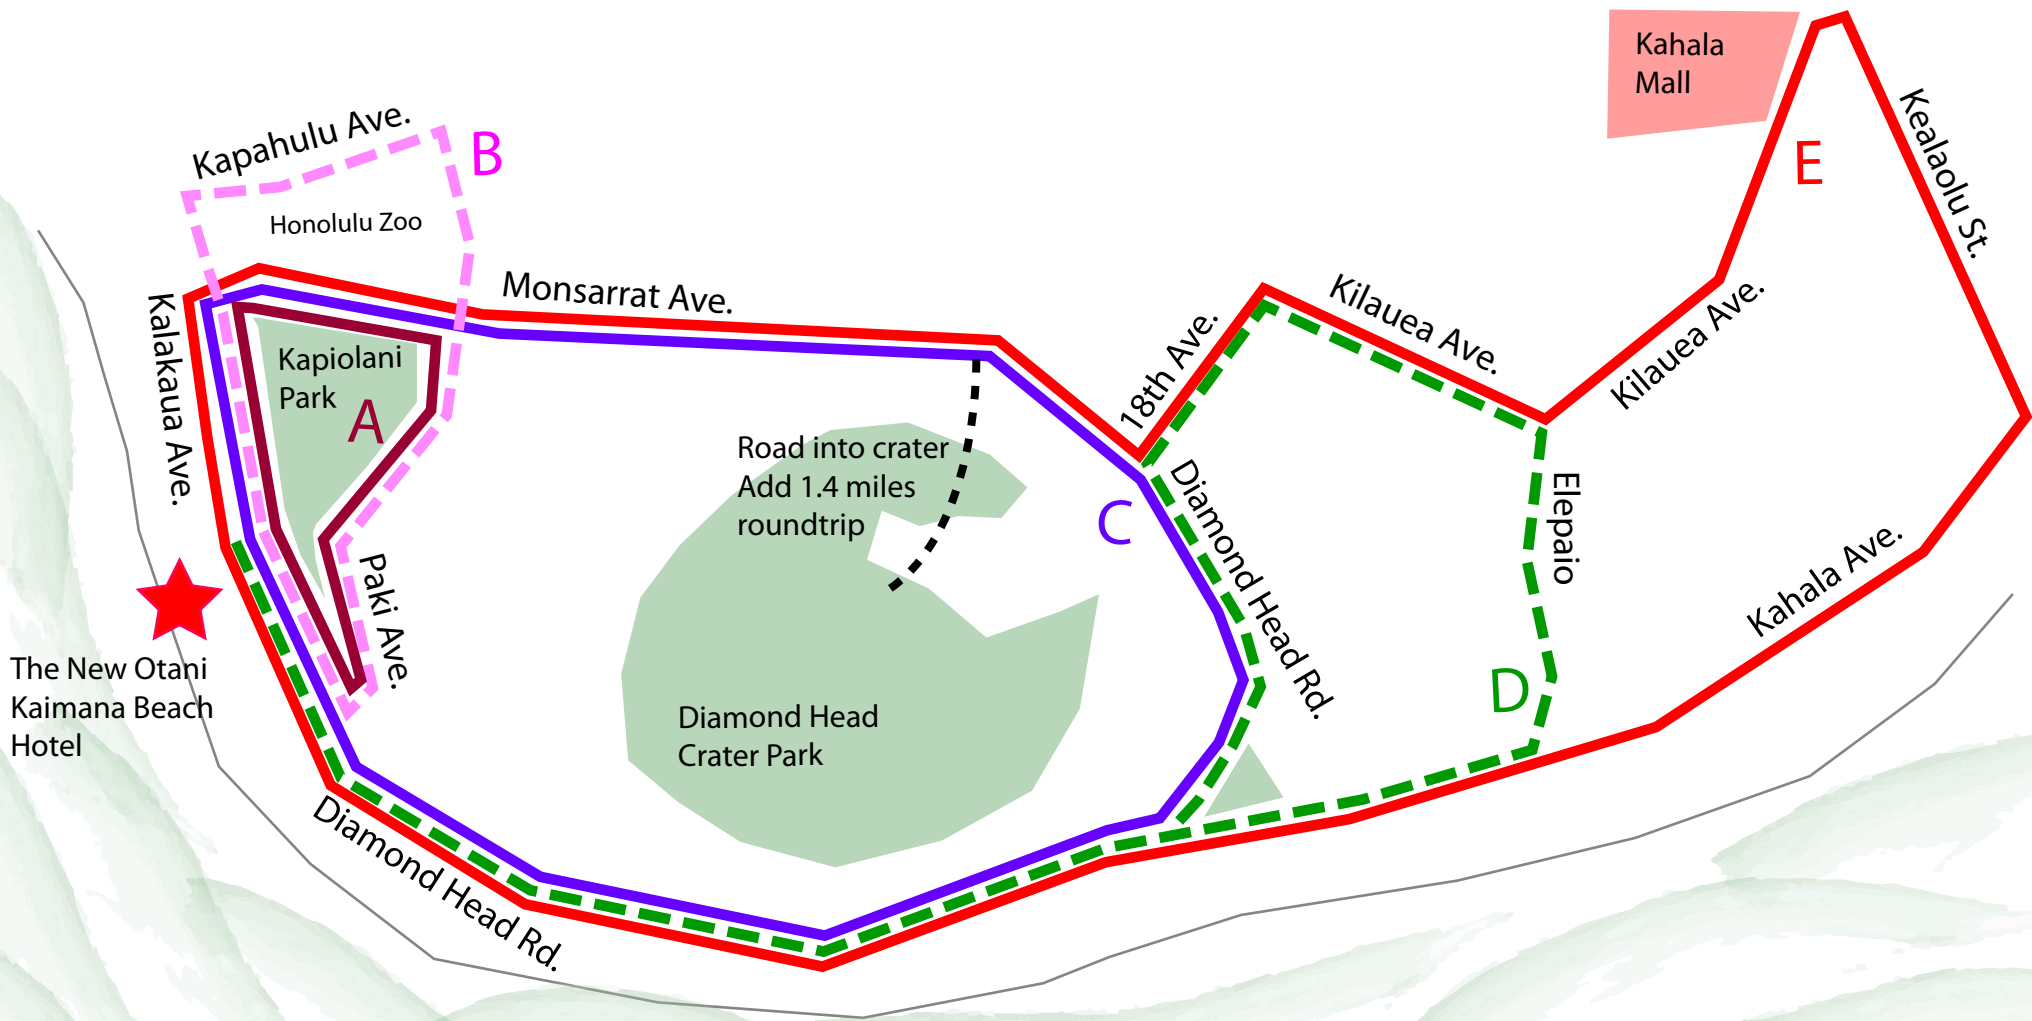 Kahala
Mall
Kapahulu Ave.
B
E
Kealaolu St.
Honolulu Zoo
Monsarrat Ave.
Kalakaua Ave.
Kapiolani
Park
A
18th Ave.
Kilauea Ave.
Kilauea Ave.
Road into crater
Add 1.4 miles
roundtrip
C
Diamond Head Rd.
Elepaio
Kahala Ave.
Paki Ave.
The New Otani
Kaimana Beach
Hotel
D
Diamond Head
Crater Park
Diamond Head Rd.